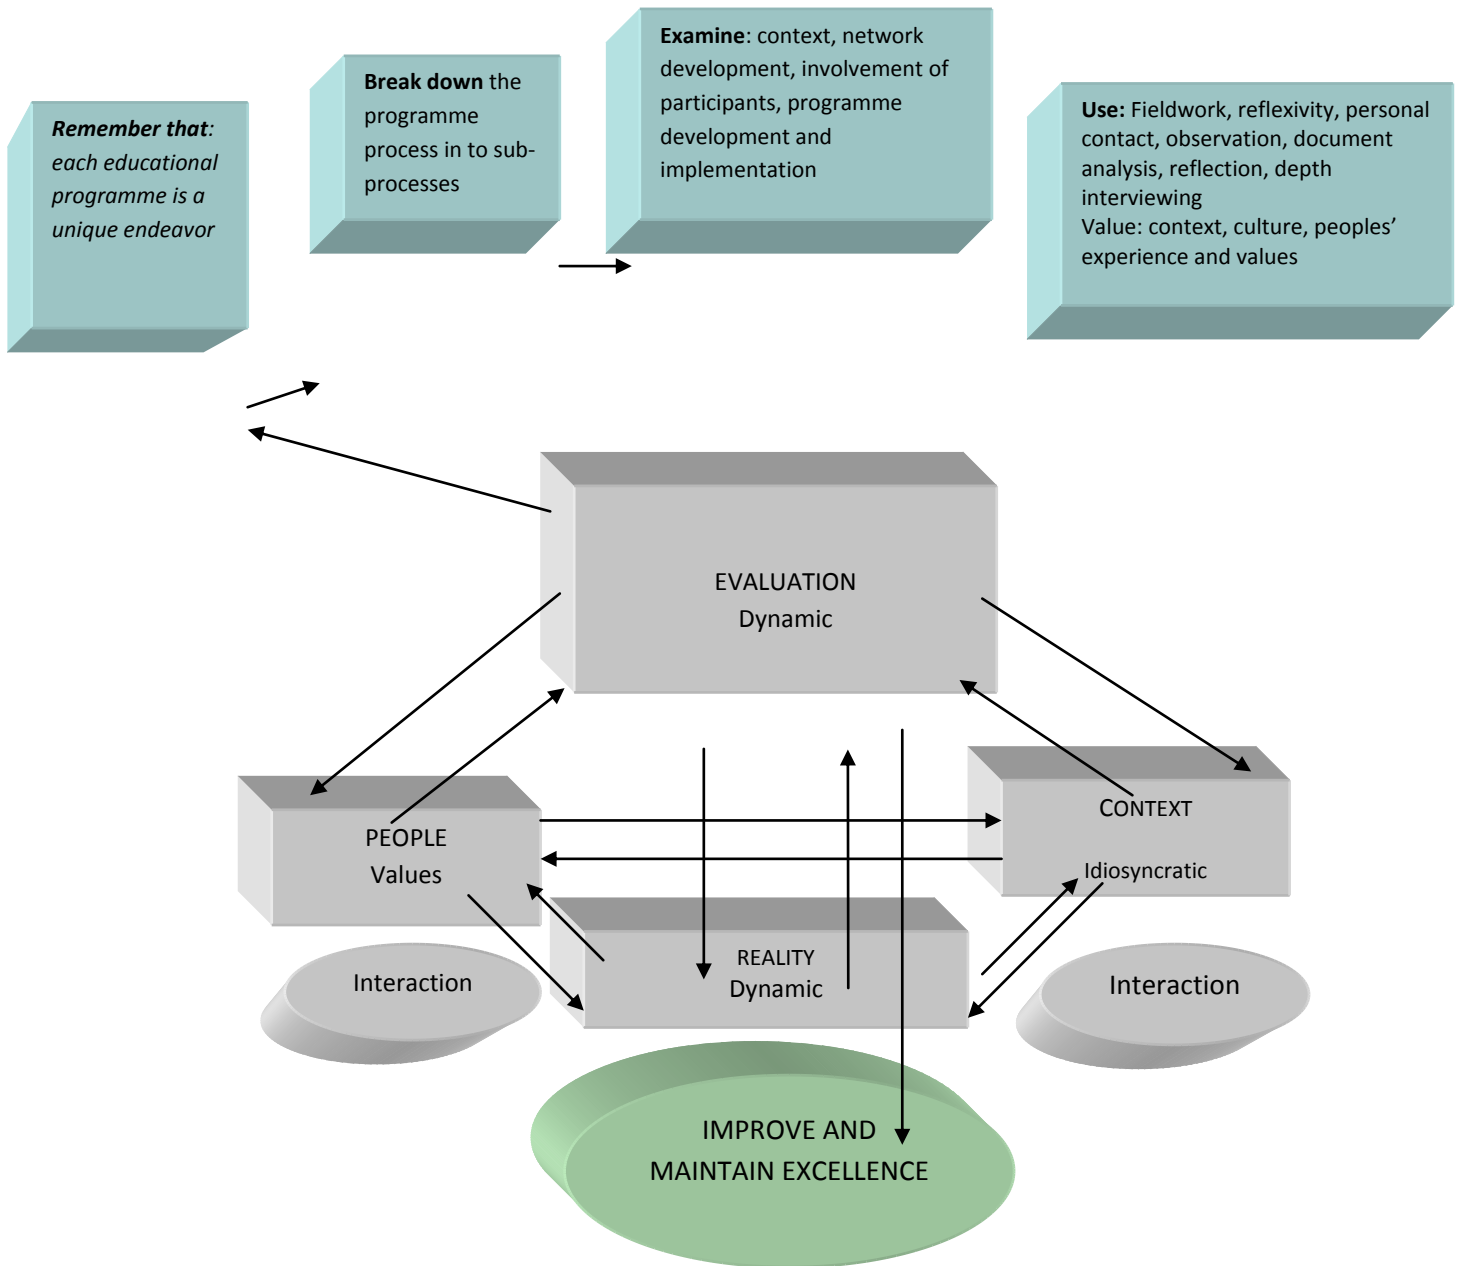 Remember that:
each educational
programme is a
unique endeavor
Break down the
programme
process in to sub-
processes
Examine: context, network
development, involvement of
participants, programme
development and
implementation
Use: Fieldwork, reflexivity, personal
contact, observation, document
analysis, reflection, depth
interviewing
Value: context, culture, peoples’
experience and values
EVALUATION
Dynamic
PEOPLE
Values
CONTEXT
Idiosyncratic
REALITY
Dynamic
Interaction
Interaction
IMPROVE AND
MAINTAIN EXCELLENCE